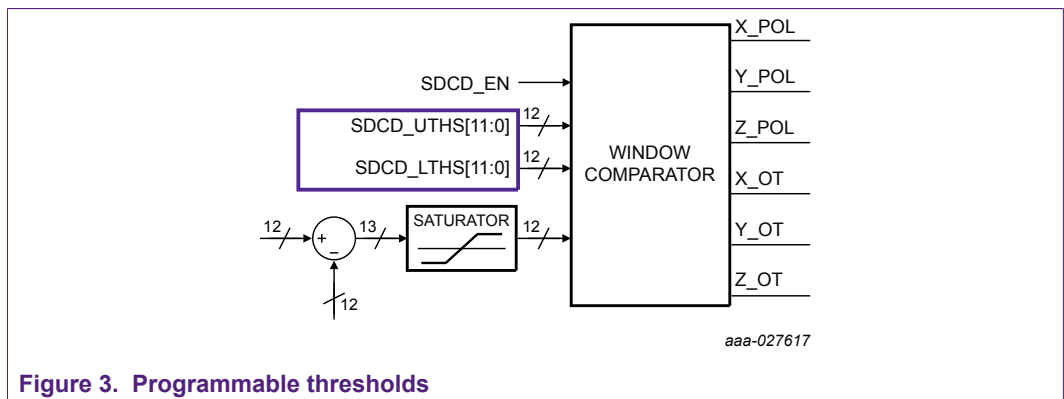 X_POL
SDCD_EN
Y_POL
SDCD_UTHS[11:0]
12
Z_POL
SDCD_LTHS[11:0]
12
WINDOW
COMPARATOR
X_OT
SATURATOR
12
+
−
13
12
Y_OT
12
Z_OT
aaa-027617
Figure 3. Programmable thresholds